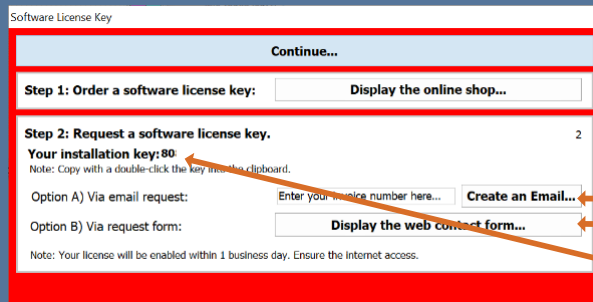 Software License Key
Continue...
Step 1: Order a software license key: Display the online shop...
Step 2: Request a software license key. 2
Your installation key: 80
Note: Copy with a double-click the key into the clipboard.
Option A) Via email request: Enter your invoice number here... Create an Email...
Option B) Via request form: Display the web contact form...
Note: Your license will be enabled within 1 business day. Ensure the internet access.